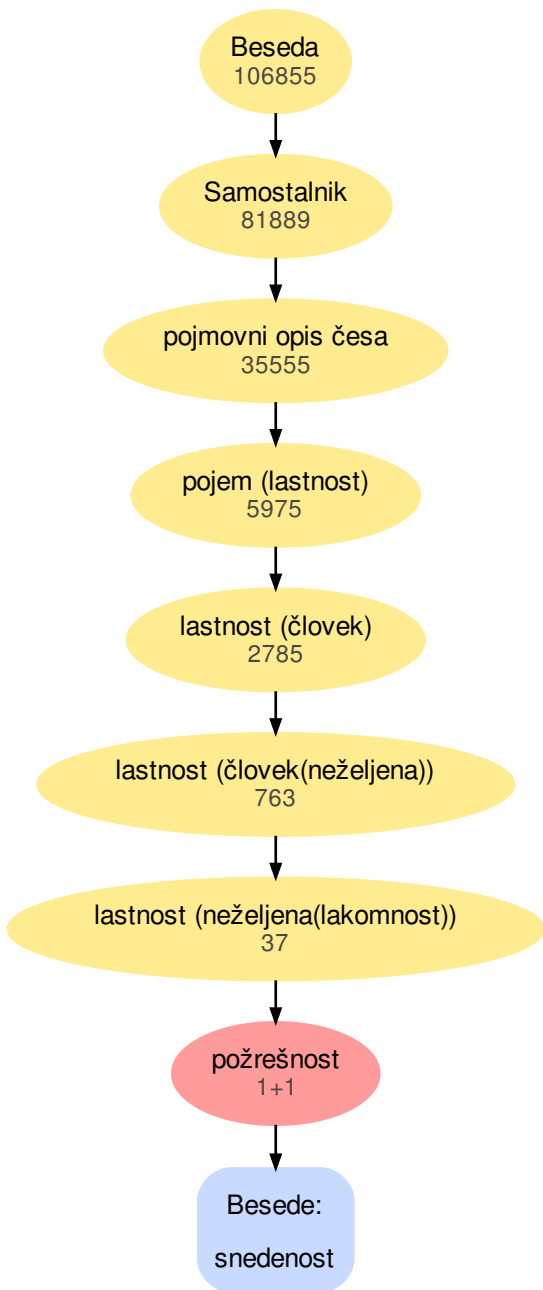 Beseda
106855
Samostalnik
81889
pojmovni opis česa
35555
pojem (lastnost)
5975
lastnost (človek)
2785
lastnost (človek(neželjena))
763
lastnost (neželjena(lakomnost))
37
požrešnost
1+1
Besede:
snedenost